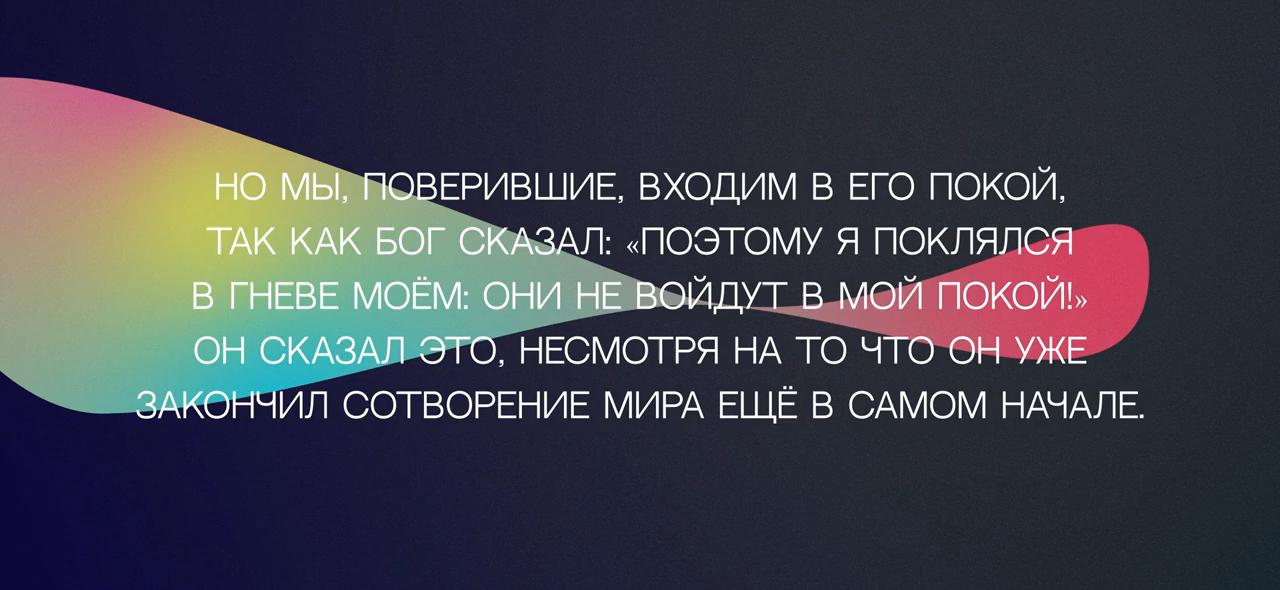 НО МЫ, ПОВЕРИВШИЕ, ВХОДИМ В ЕГО ПОКОЙ,
ТАК КАК БОГ СКАЗАЛ: «ПОЭТОМУ Я ПОКЛЯЛСЯ
В ГНЕВЕ МОЁМ: ОНИ НЕ ВОЙДУТ В МОЙ ПОКОЙ!»
ОН СКАЗАЛ ЭТО, НЕСМОТРЯ НА ТО ЧТО ОН УЖЕ
ЗАКОНЧИЛ СОТВОРЕНИЕ МИРА ЕЩЁ В САМОМ НАЧАЛЕ.